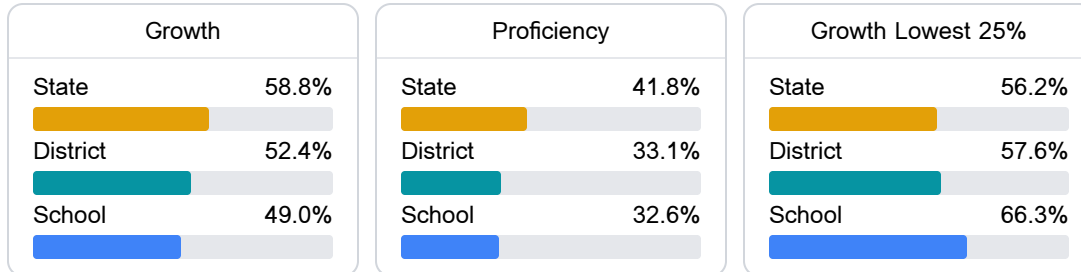 Growth
State 58.8%
District 52.4%
School 49.0%
Proficiency
State 41.8%
District 33.1%
School 32.6%
Growth Lowest 25%
State 56.2%
District 57.6%
School 66.3%